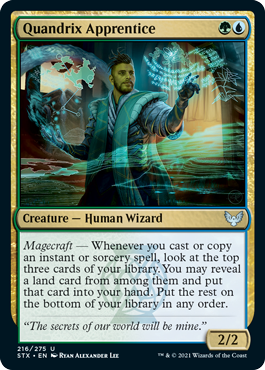 Quandrix Apprentice
Creature — Human Wizard
Magecraft — Whenever you cast or copy
an instant or sorcery spell, look at the top
three cards of your library. You may reveal
a land card from among them and put
that card into your hand. Put the rest on
the bottom of your library in any order.
“The secrets of our world will be mine.”
2/2
216/275 U
STX • EN Ryan Alexander Lee
™ & © 2021 Wizards of the Coast